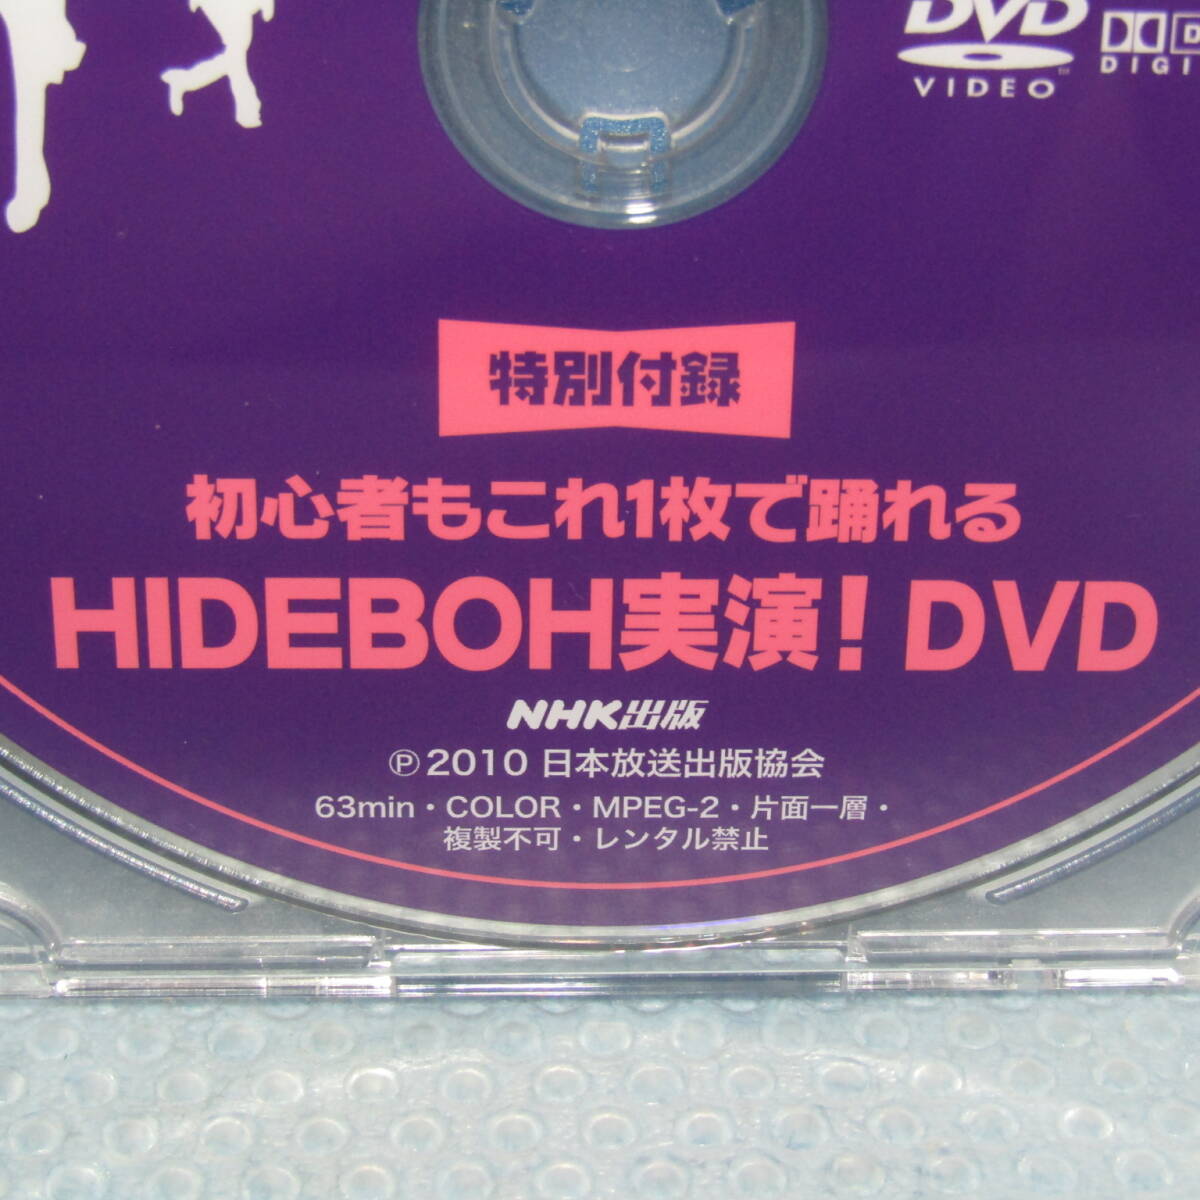 DVD
VIDEO
DIGI
特別付録
初心者もこれ1枚で踊れる
HIDEBOH実演！DVD
NHK出版
Ⓟ2010 日本放送出版協会
63min・COLOR・MPEG-2・片面一層・
複製不可・レンタル禁止